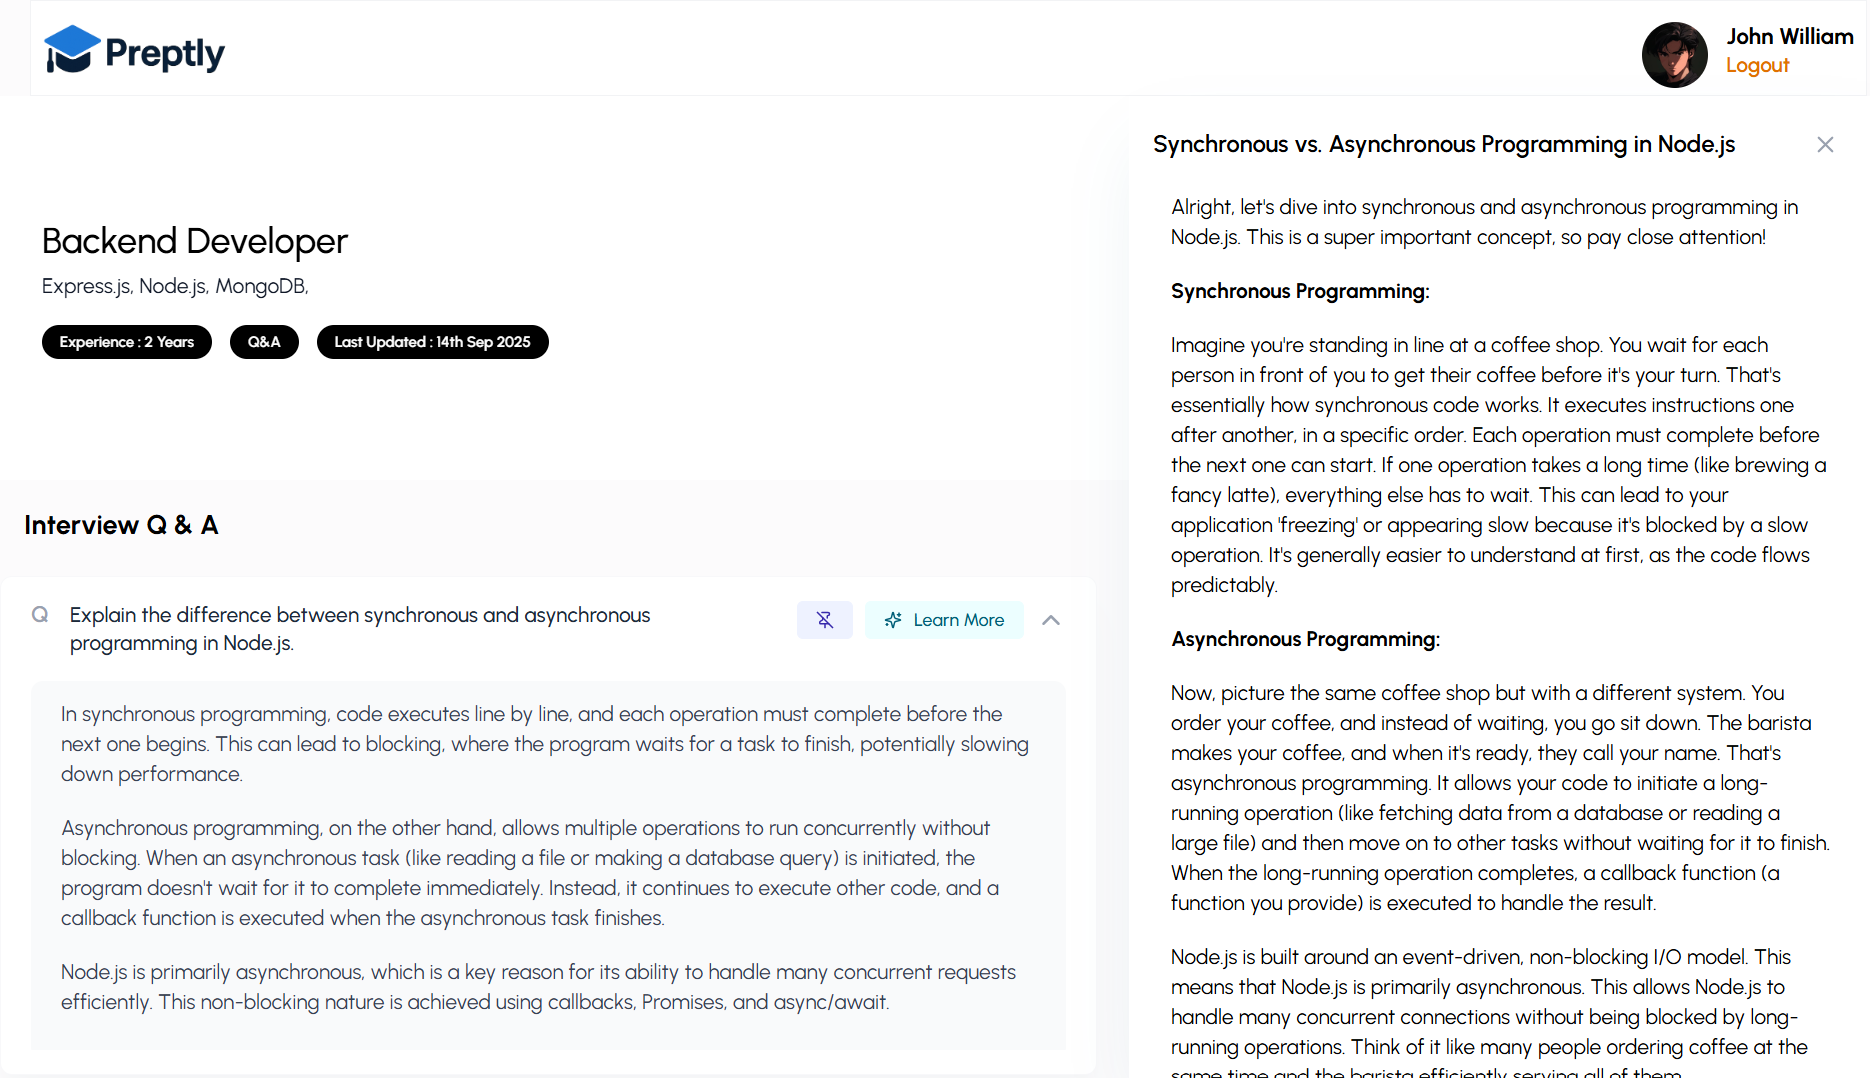 Preptly
John William
Logout
Backend Developer
Express.js, Node.js, MongoDB,
Experience : 2 Years
Q&A
Last Updated : 14th Sep 2025
Interview Q & A
Q
Explain the difference between synchronous and asynchronous
programming in Node.js.
Learn More
In synchronous programming, code executes line by line, and each operation must complete before the
next one begins. This can lead to blocking, where the program waits for a task to finish, potentially slowing
down performance.
Asynchronous programming, on the other hand, allows multiple operations to run concurrently without
blocking. When an asynchronous task (like reading a file or making a database query) is initiated, the
program doesn't wait for it to complete immediately. Instead, it continues to execute other code, and a
callback function is executed when the asynchronous task finishes.
Node.js is primarily asynchronous, which is a key reason for its ability to handle many concurrent requests
efficiently. This non-blocking nature is achieved using callbacks, Promises, and async/await.
Synchronous vs. Asynchronous Programming in Node.js
Alright, let's dive into synchronous and asynchronous programming in
Node.js. This is a super important concept, so pay close attention!
Synchronous Programming:
Imagine you're standing in line at a coffee shop. You wait for each
person in front of you to get their coffee before it's your turn. That's
essentially how synchronous code works. It executes instructions one
after another, in a specific order. Each operation must complete before
the next one can start. If one operation takes a long time (like brewing a
fancy latte), everything else has to wait. This can lead to your
application 'freezing' or appearing slow because it's blocked by a slow
operation. It's generally easier to understand at first, as the code flows
predictably.
Asynchronous Programming:
Now, picture the same coffee shop but with a different system. You
order your coffee, and instead of waiting, you go sit down. The barista
makes your coffee, and when it's ready, they call your name. That's
asynchronous programming. It allows your code to initiate a long-
running operation (like fetching data from a database or reading a
large file) and then move on to other tasks without waiting for it to finish.
When the long-running operation completes, a callback function (a
function you provide) is executed to handle the result.
Node.js is built around an event-driven, non-blocking I/O model. This
means that Node.js is primarily asynchronous. This allows Node.js to
handle many concurrent connections without being blocked by long-
running operations. Think of it like many people ordering coffee at the
same time and the barista efficiently serving all of them.